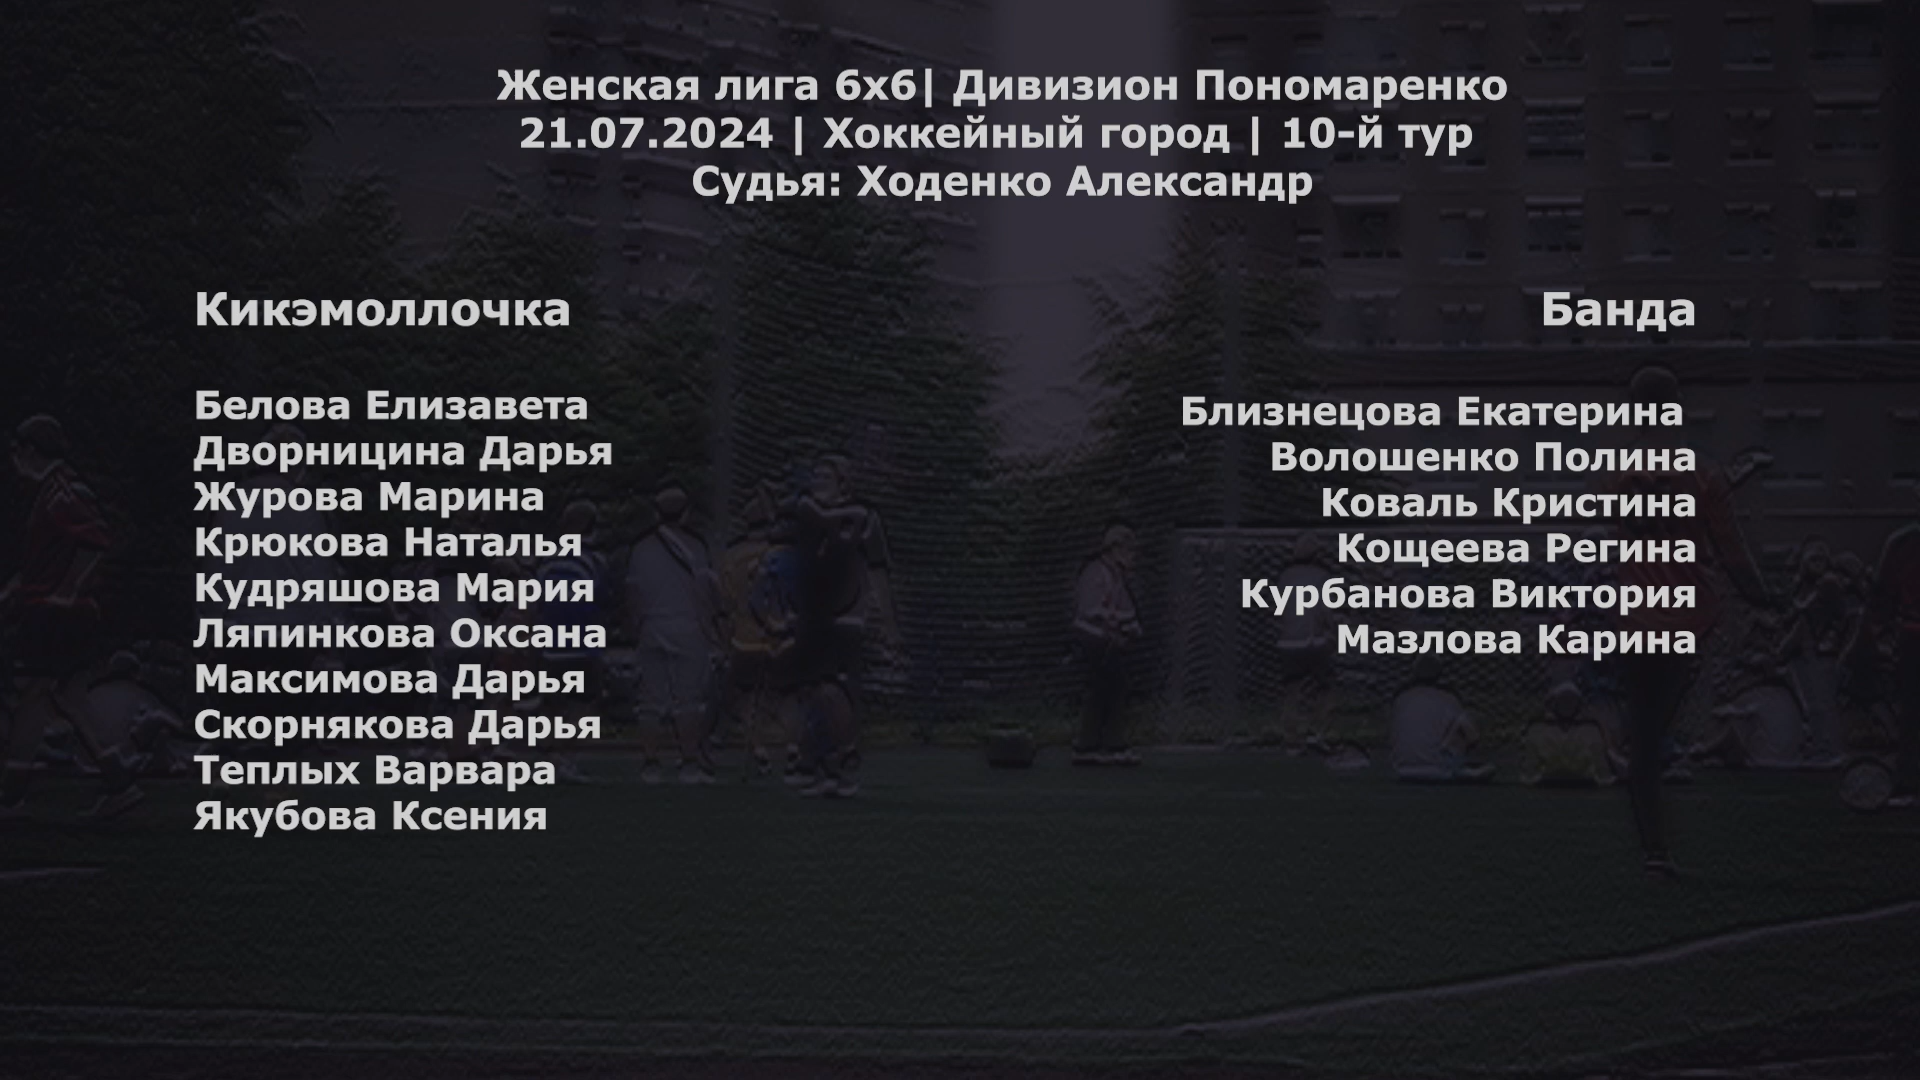 Женская лига 6х6| Дивизион Пономаренко
21.07.2024 | Хоккейный город | 10-й тур
Судья: Ходенко Александр
Кикэмоллочка
Белова Елизавета
Дворницина Дарья
Журова Марина
Крюкова Наталья
Кудряшова Мария
Ляпинкова Оксана
Максимова Дарья
Скорнякова Дарья
Теплых Варвара
Якубова Ксения
Банда
Близнецова Екатерина
Волошенко Полина
Коваль Кристина
Кощеева Регина
Курбанова Виктория
Мазлова Карина